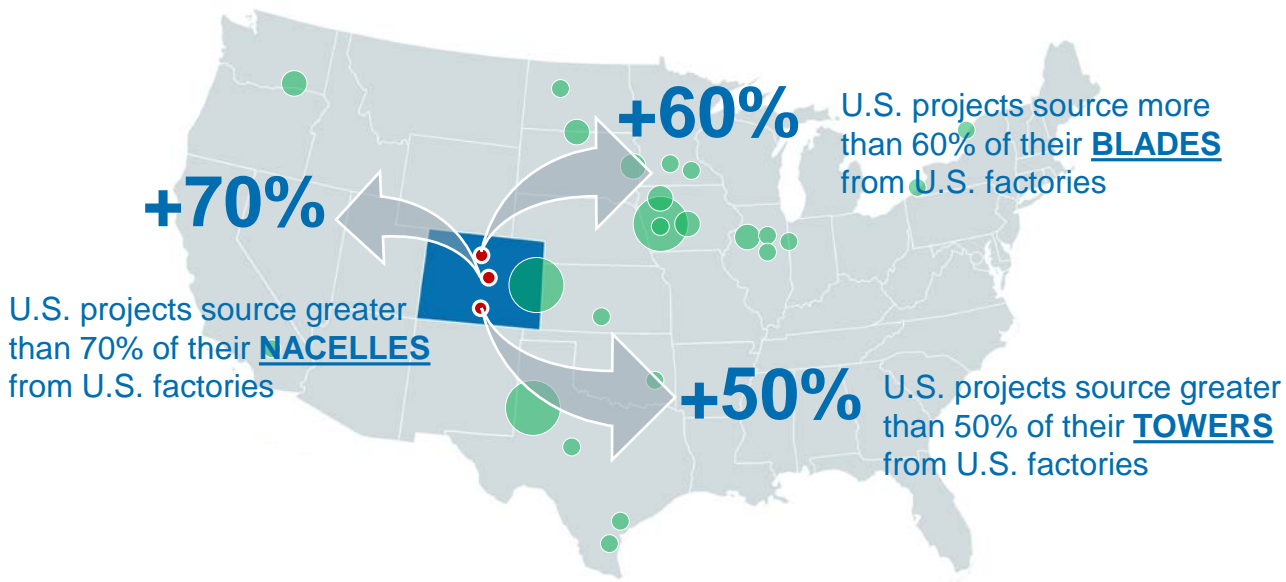 +60%
U.S. projects source more
than 60% of their BLADES
from U.S. factories
+70%
U.S. projects source greater
than 70% of their NACELLES
from U.S. factories
+50%
U.S. projects source greater
than 50% of their TOWERS
from U.S. factories